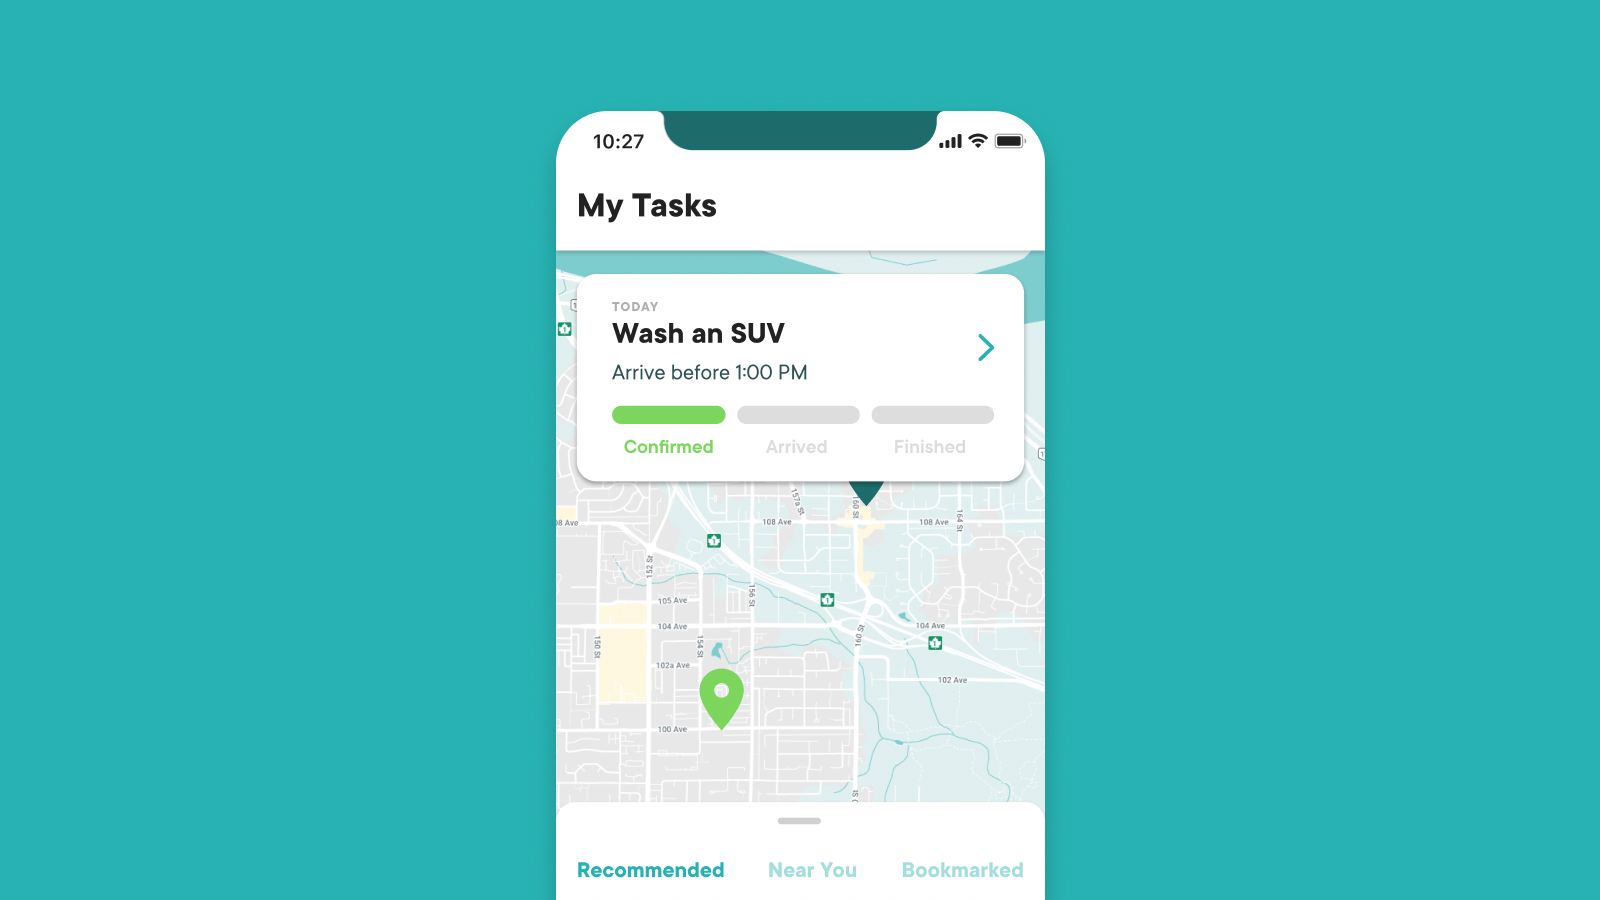 10:27
My Tasks
TODAY
Wash an SUV
Arrive before 1:00 PM
Confirmed
Arrived
Finished
157a St
160 St
164 St
108 Ave
108 Ave
08 Ave
152 St
156 St
105 Ave
104 Ave
104 Ave
150 St
154 St
160 St
102a Ave
102 Ave
100 Ave
Recommended
Near You
Bookmarked